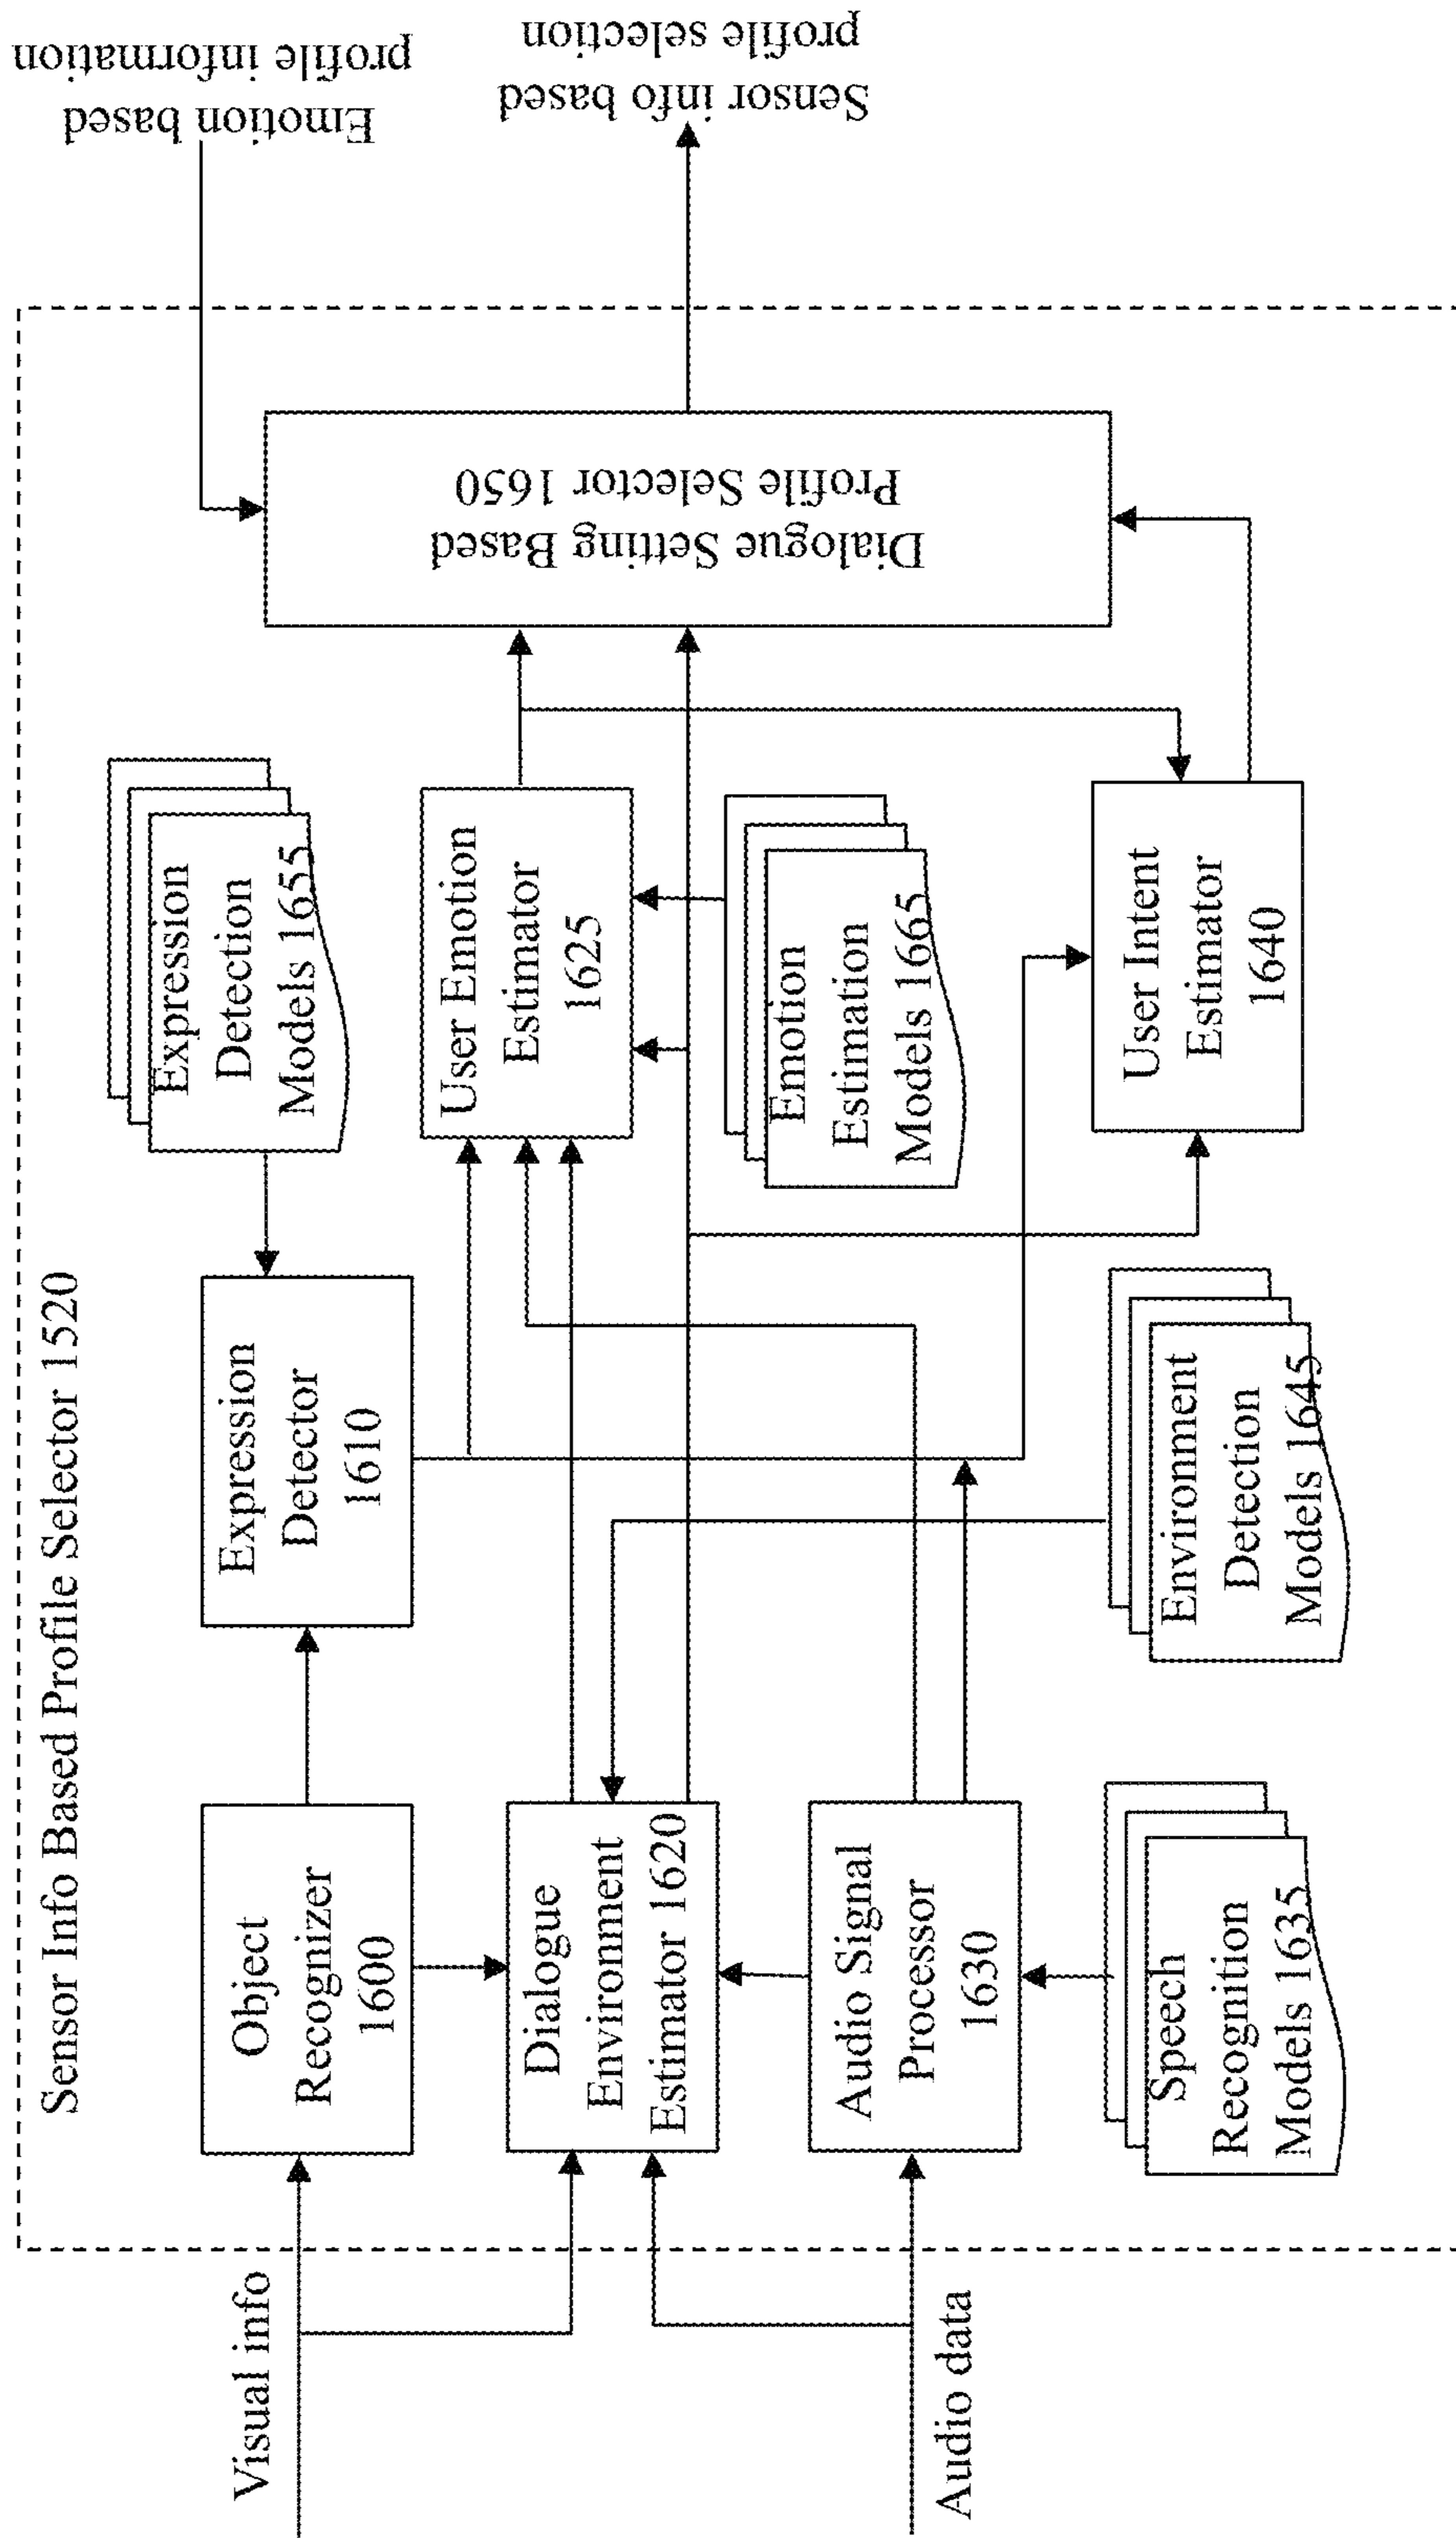 Sensor Info Based Profile Selector 1520
Visual info
Audio data
Object
Recognizer
1600
Dialogue
Environment
Estimator 1620
Audio Signal
Processor
1630
Speech
Recognition
Models 1635
Expression
Detector
1610
Environment
Detection
Models 1645
Expression
Detection
Models 1655
User Emotion
Estimator
1625
Emotion
Estimation
Models 1665
User Intent
Estimator
1640
Dialogue Setting Based
Profile Selector 1650
Emotion based
profile information
Sensor info based
profile selection